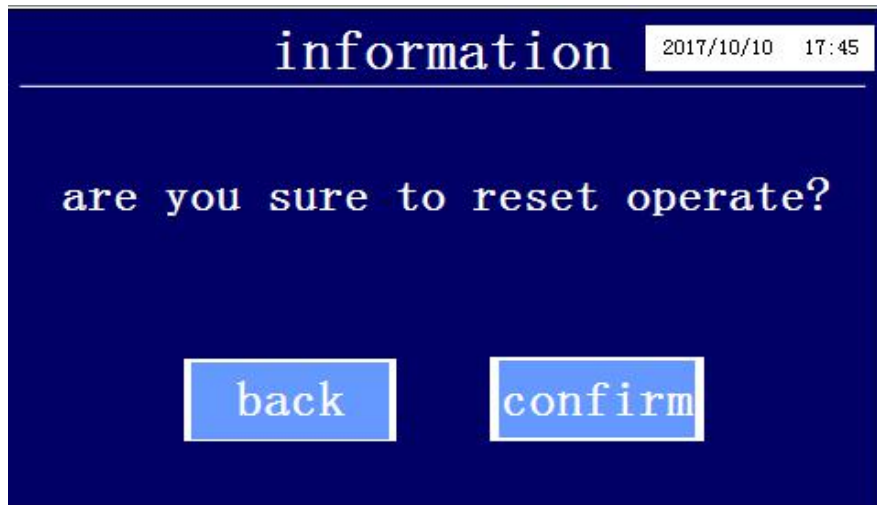 information 2017/10/10 17:45
are you sure to reset operate?
back confirm